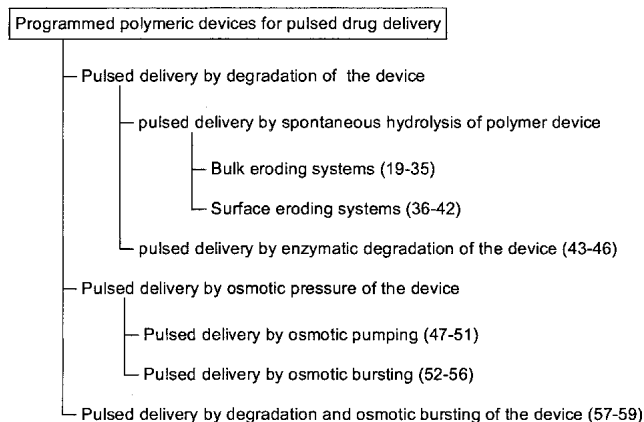 Programmed polymeric devices for pulsed drug delivery
Pulsed delivery by degradation of the device
pulsed delivery by spontaneous hydrolysis of polymer device
Bulk eroding systems (19-35)
Surface eroding systems (36-42)
pulsed delivery by enzymatic degradation of the device (43-46)
Pulsed delivery by osmotic pressure of the device
Pulsed delivery by osmotic pumping (47-51)
Pulsed delivery by osmotic bursting (52-56)
Pulsed delivery by degradation and osmotic bursting of the device (57-59)